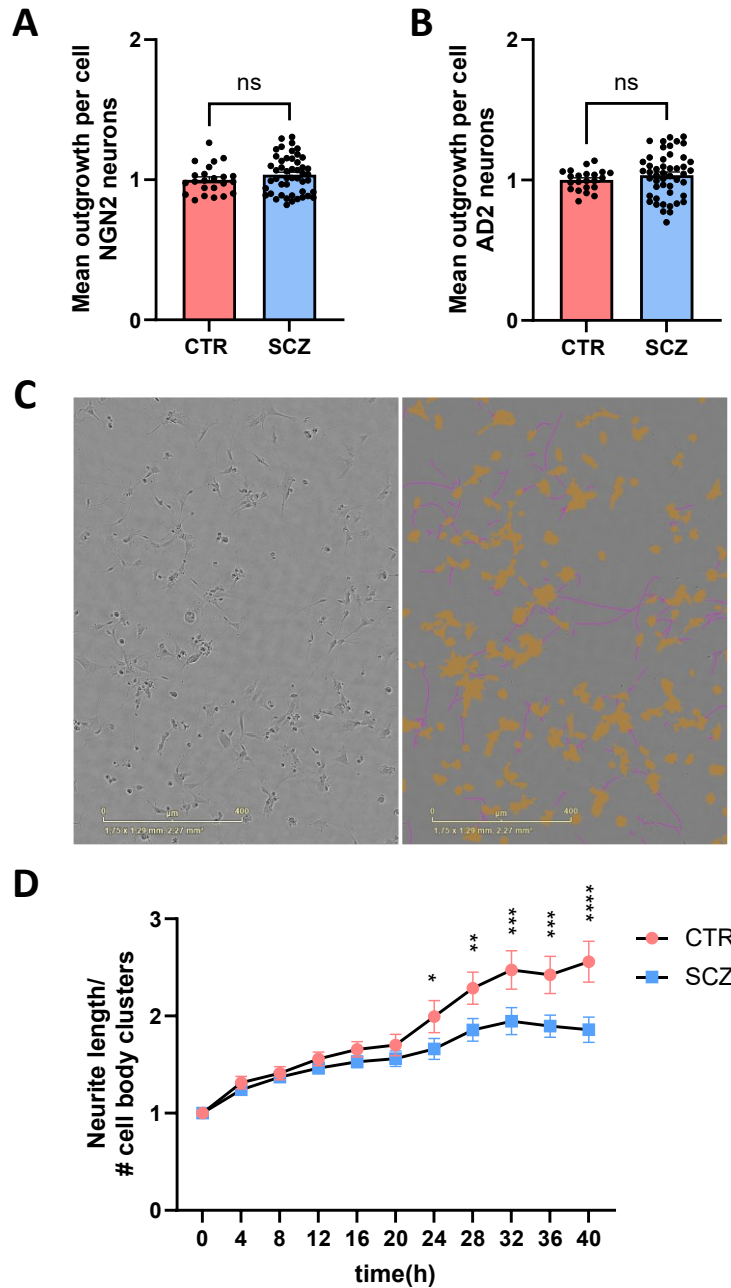 A
Mean outgrowth per cell
NGN2 neurons
2
1
0
ns
CTR
SCZ
B
Mean outgrowth per cell
AD2 neurons
2
1
0
ns
CTR
SCZ
C
µm
0
400
1.75 x 1.29 mm. 2.27 mm²
µm
0
400
1.75 x 1.29 mm. 2.27 mm²
D
Neurite length/
# cell body clusters
3
2
1
0
*
**
***
***
****
CTR
SCZ
0 4 8 12 16 20 24 28 32 36 40
time(h)